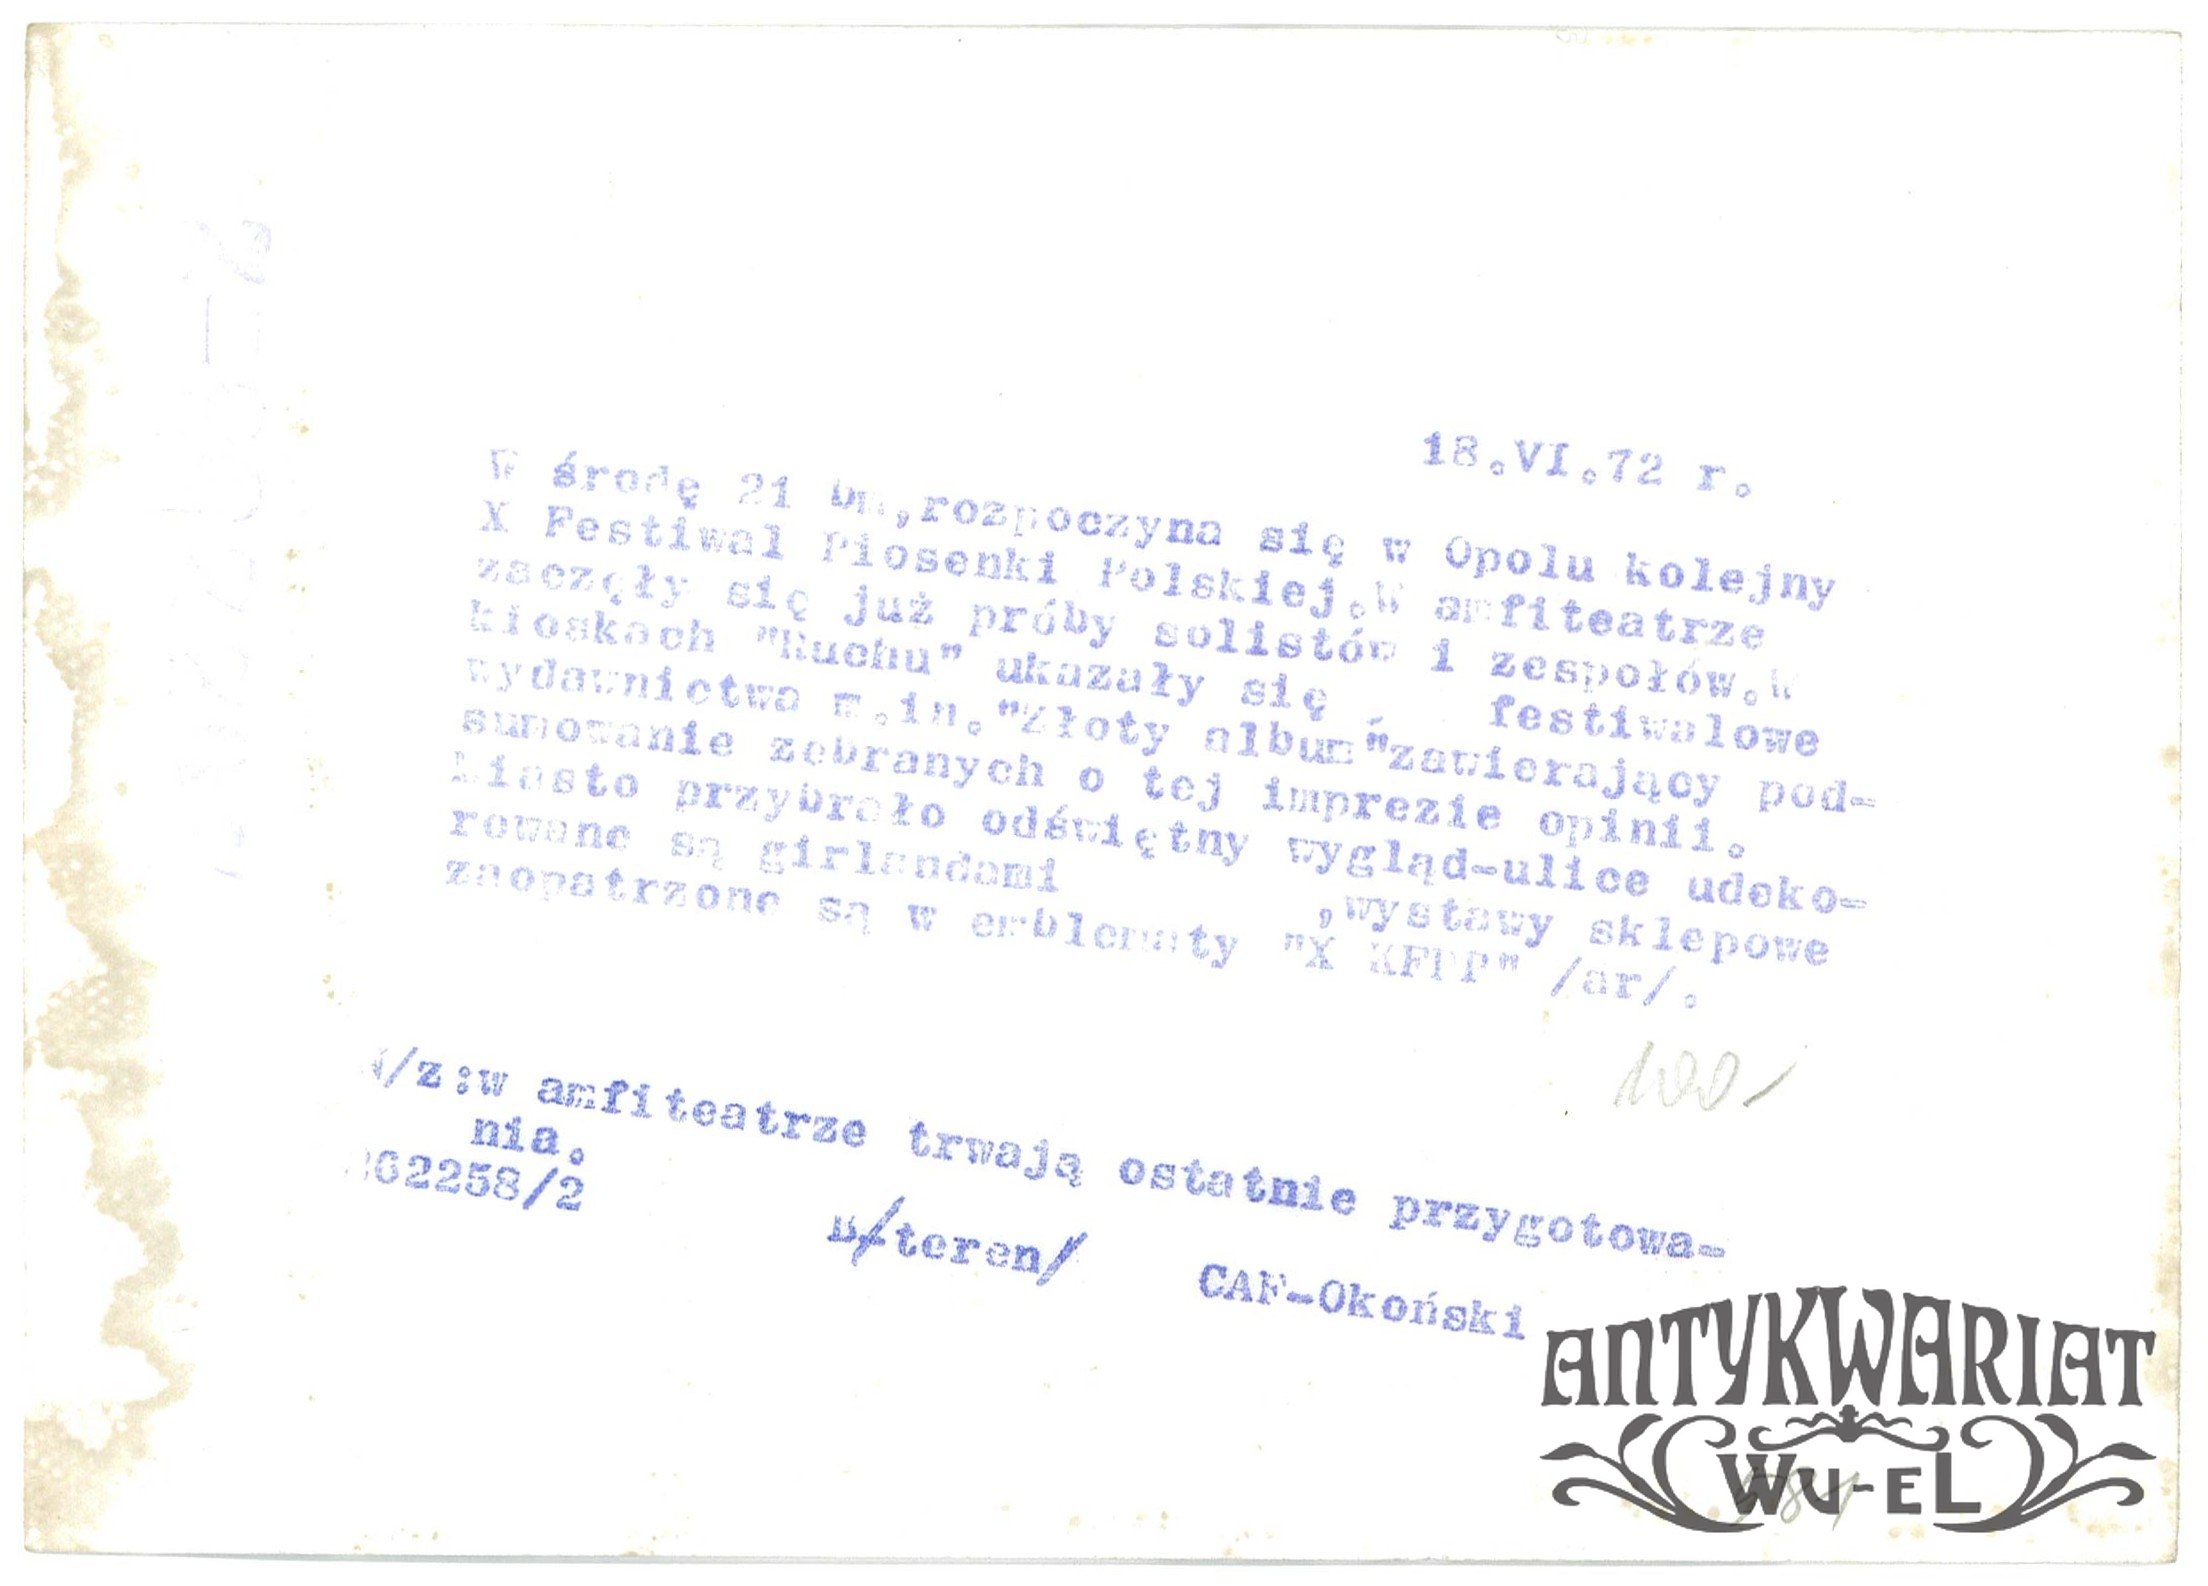 18.VI.72 r.
W środę 21 bm,rozpoczyna się w Opolu kolejny
X Festiwal Piosenki Polskiej.W amfiteatrze
zaczęły się już próby solistów i zespołów.W
kioskach "Ruchu" ukazały się festiwalowe
wydawnictwa m.in."Złoty album"zawierający pod-
sumowanie zebranych o tej imprezie opinii.
Miasto przybrało odświętny wygląd-ulice udeko-
rowane są girlandami ,wystawy sklepowe
zaopatrzone są w emblematy "X KFPP" /ar/.
100
N/z:w amfiteatrze trwają ostatnie przygotowa-
nia.
262258/2
B/teren/
CAF-Okoński
ANTYKWARIAT
WU-EL